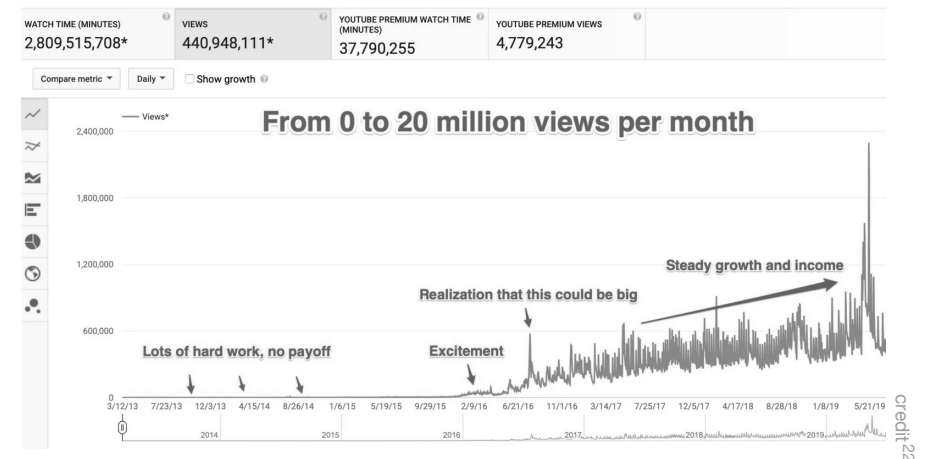 WATCH TIME (MINUTES)
2,809,515,708*
VIEWS
440,948,111*
YOUTUBE PREMIUM WATCH TIME
(MINUTES)
37,790,255
YOUTUBE PREMIUM VIEWS
4,779,243
Compare metric
Daily
Show growth
Views*
From 0 to 20 million views per month
2,400,000
1,800,000
1,200,000
600,000
0
Steady growth and income
Realization that this could be big
Lots of hard work, no payoff
Excitement
3/12/13 7/23/13 12/3/13 4/15/14 8/26/14 1/6/15 5/19/15 9/29/15 2/9/16 6/21/16 11/1/16 3/14/17 7/25/17 12/5/17 4/17/18 8/28/18 1/8/19 5/21/19
2014 2015 2016 2017 2018 2019
credit 22